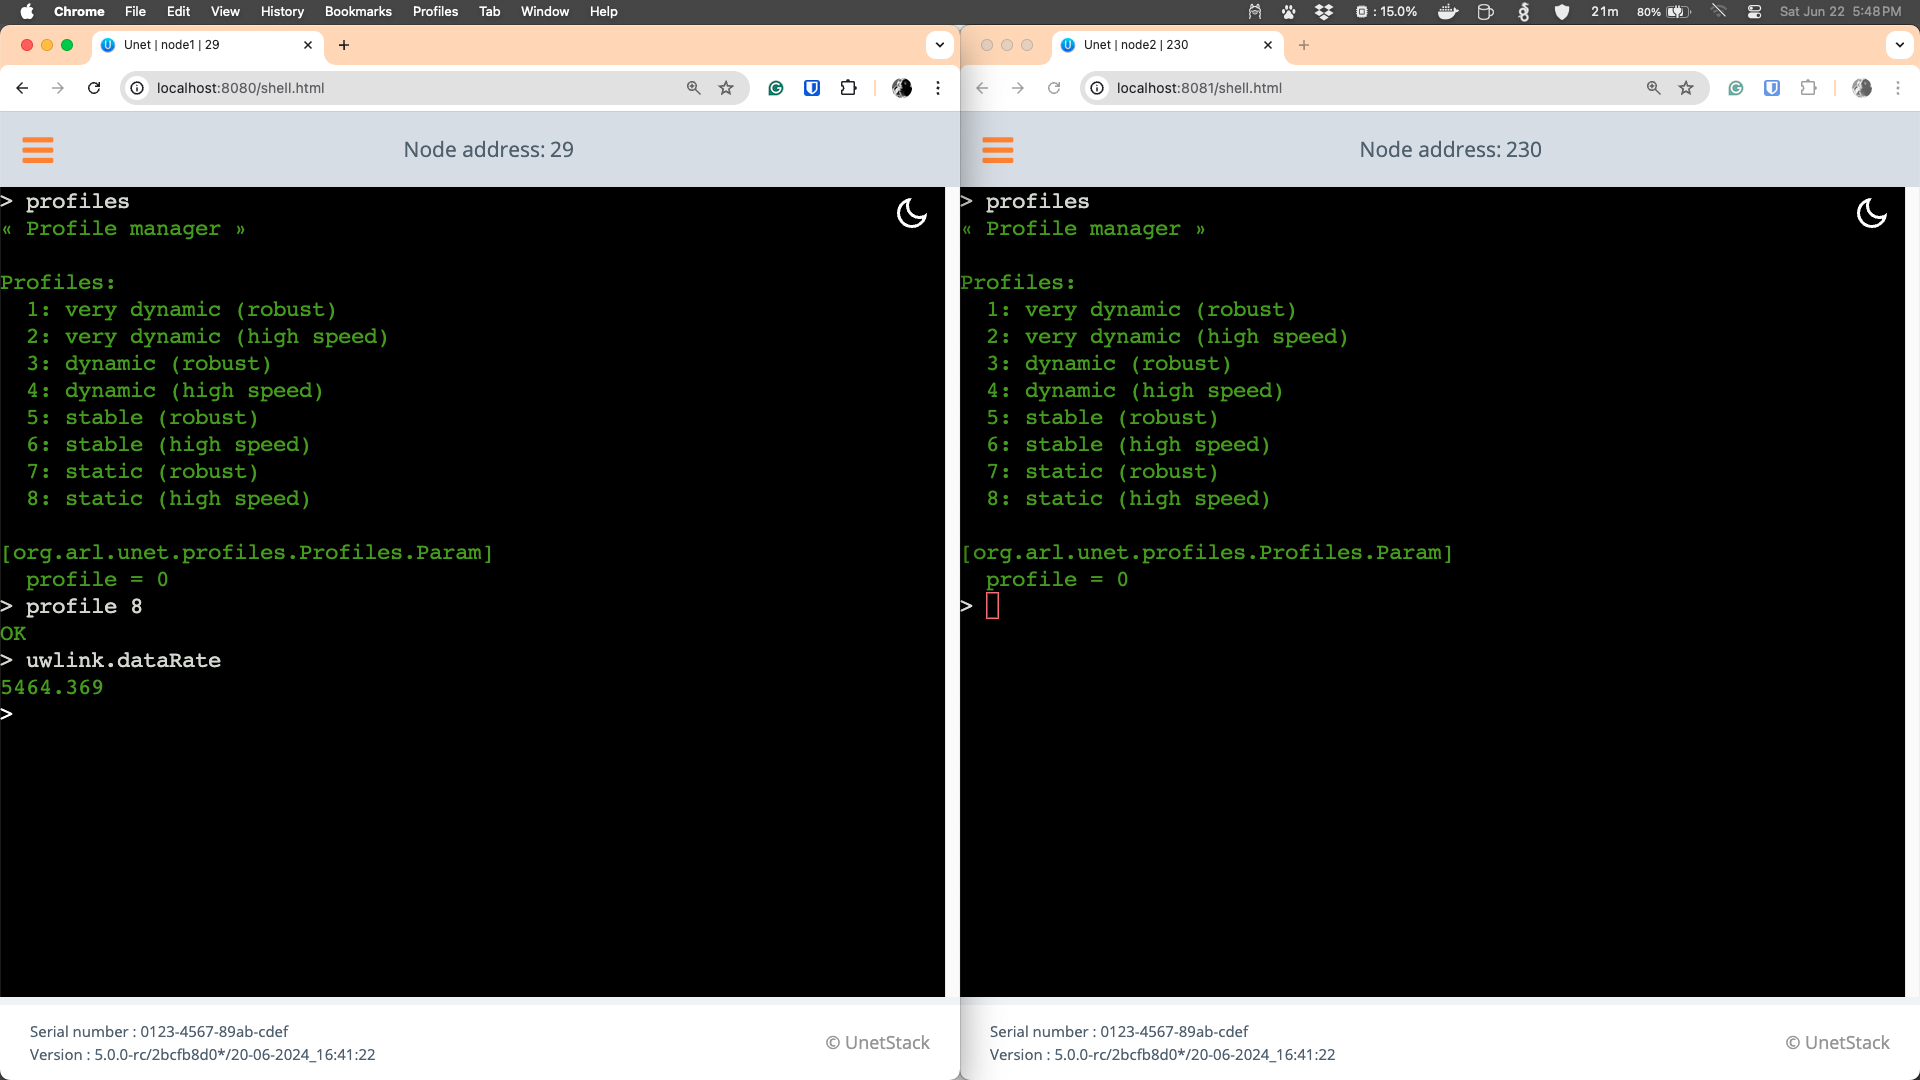 Chrome File Edit View History Bookmarks Profiles Tab Window Help : 15.0% 21m 80% Sat Jun 22 5:48 PM
Unet | node1 | 29
localhost:8080/shell.html
Node address: 29
> profiles
« Profile manager »
Profiles:
1: very dynamic (robust)
2: very dynamic (high speed)
3: dynamic (robust)
4: dynamic (high speed)
5: stable (robust)
6: stable (high speed)
7: static (robust)
8: static (high speed)
[org.arl.unet.profiles.Profiles.Param]
profile = 0
> profile 8
OK
> uwlink.dataRate
5464.369
>
Serial number : 0123-4567-89ab-cdef
Version : 5.0.0-rc/2bcfb8d0*/20-06-2024_16:41:22
© UnetStack
Unet | node2 | 230
localhost:8081/shell.html
Node address: 230
> profiles
« Profile manager »
Profiles:
1: very dynamic (robust)
2: very dynamic (high speed)
3: dynamic (robust)
4: dynamic (high speed)
5: stable (robust)
6: stable (high speed)
7: static (robust)
8: static (high speed)
[org.arl.unet.profiles.Profiles.Param]
profile = 0
>
Serial number : 0123-4567-89ab-cdef
Version : 5.0.0-rc/2bcfb8d0*/20-06-2024_16:41:22
© UnetStack